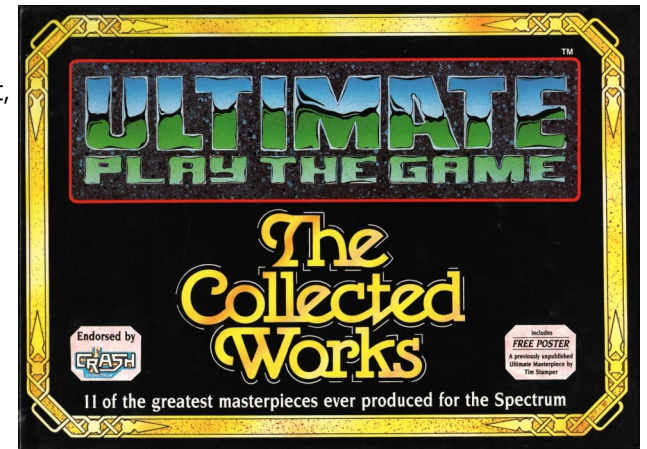 TM
ULTIMATE
PLAY THE GAME
The
Collected
Works
Endorsed by
CRASH
includes
FREE POSTER
A previously unpublished
Ultimate Masterpiece by
Tim Stamper
11 of the greatest masterpieces ever produced for the Spectrum